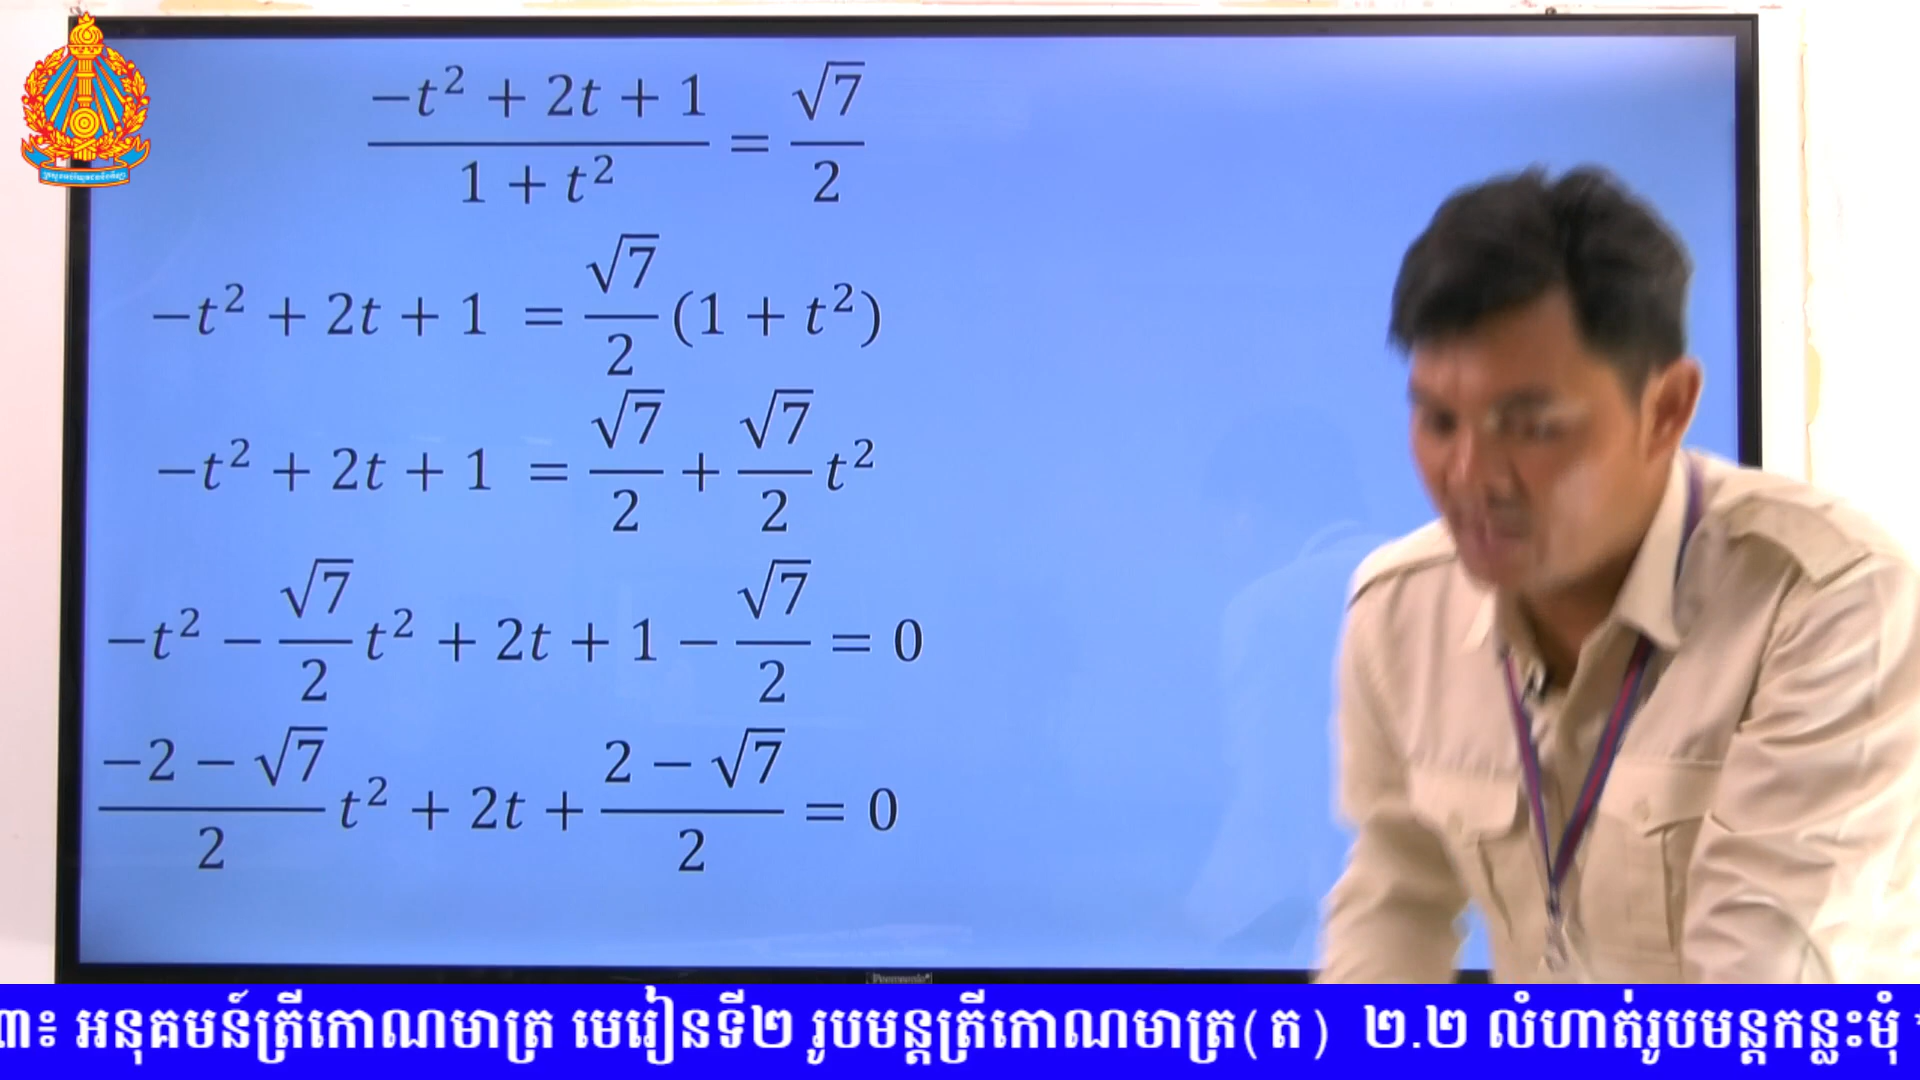 −t² + 2t + 1 / 1 + t² = √7 / 2
−t² + 2t + 1 = √7 / 2 (1 + t²)
−t² + 2t + 1 = √7 / 2 + √7 / 2 t²
−t² − √7 / 2 t² + 2t + 1 − √7 / 2 = 0
−2 − √7 / 2 t² + 2t + 2 − √7 / 2 = 0
៣៖ អនុគមន៍ត្រីកោណមាត្រ មេរៀនទី២ រូបមន្តត្រីកោណមាត្រ(ត) ២.២ លំហាត់រូបមន្តកន្លះមុំ